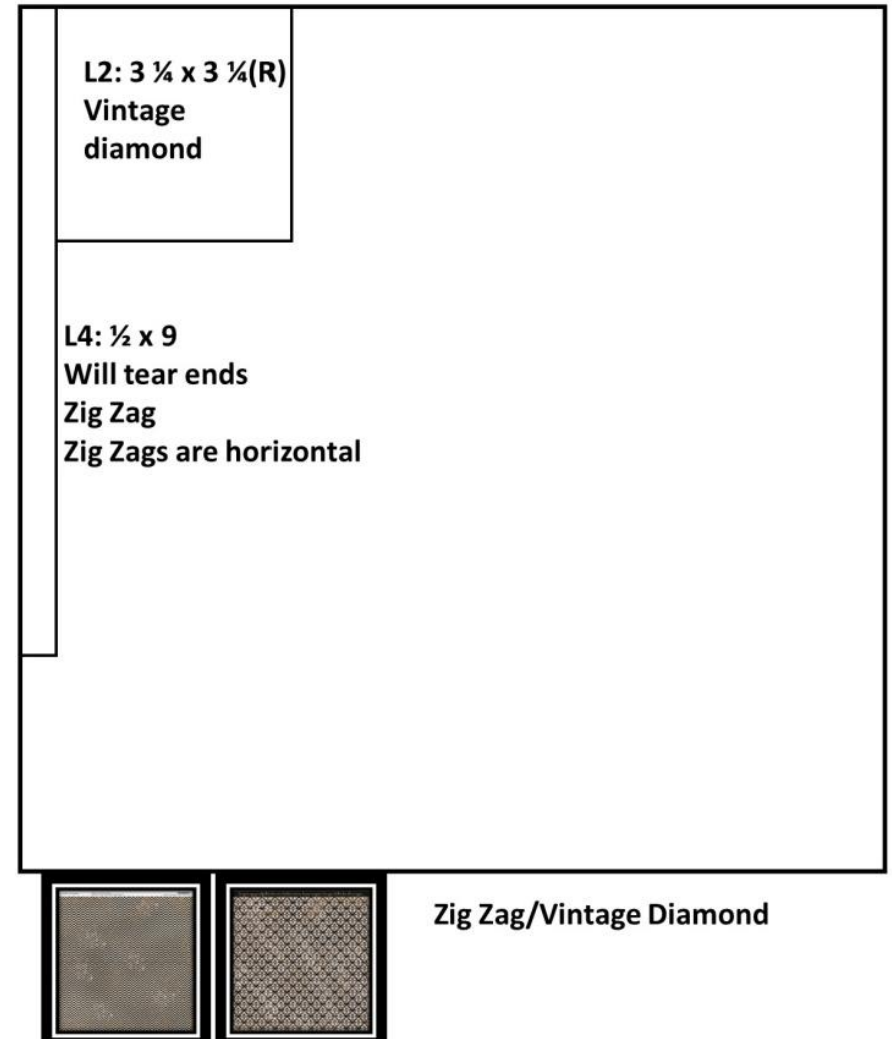 L2: 3 ¼ x 3 ¼(R)
Vintage
diamond
L4: ½ x 9
Will tear ends
Zig Zag
Zig Zags are horizontal
Zig Zag/Vintage Diamond